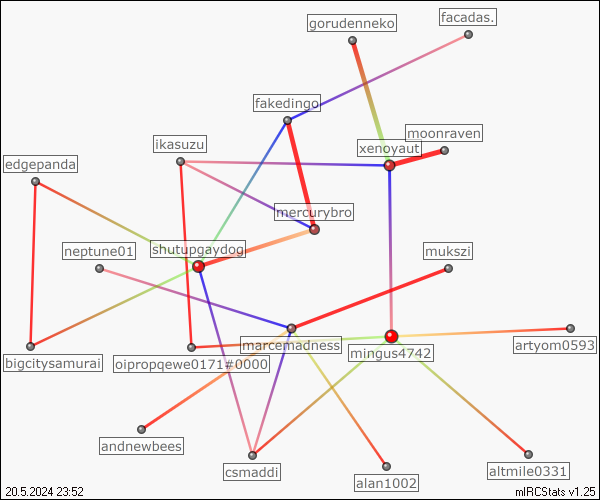 facadas.
gorudenneko
fakedingo
moonraven
ikasuzu
xenoyaut
edgepanda
mercurybro
neptune01
shutupgaydog
mukszi
marcemadness
mingus4742
artyom0593
bigcitysamurai
oipropqewe0171#0000
andnewbees
csmaddi
altmile0331
alan1002
20.5.2024 23:52
mIRCStats v1.25